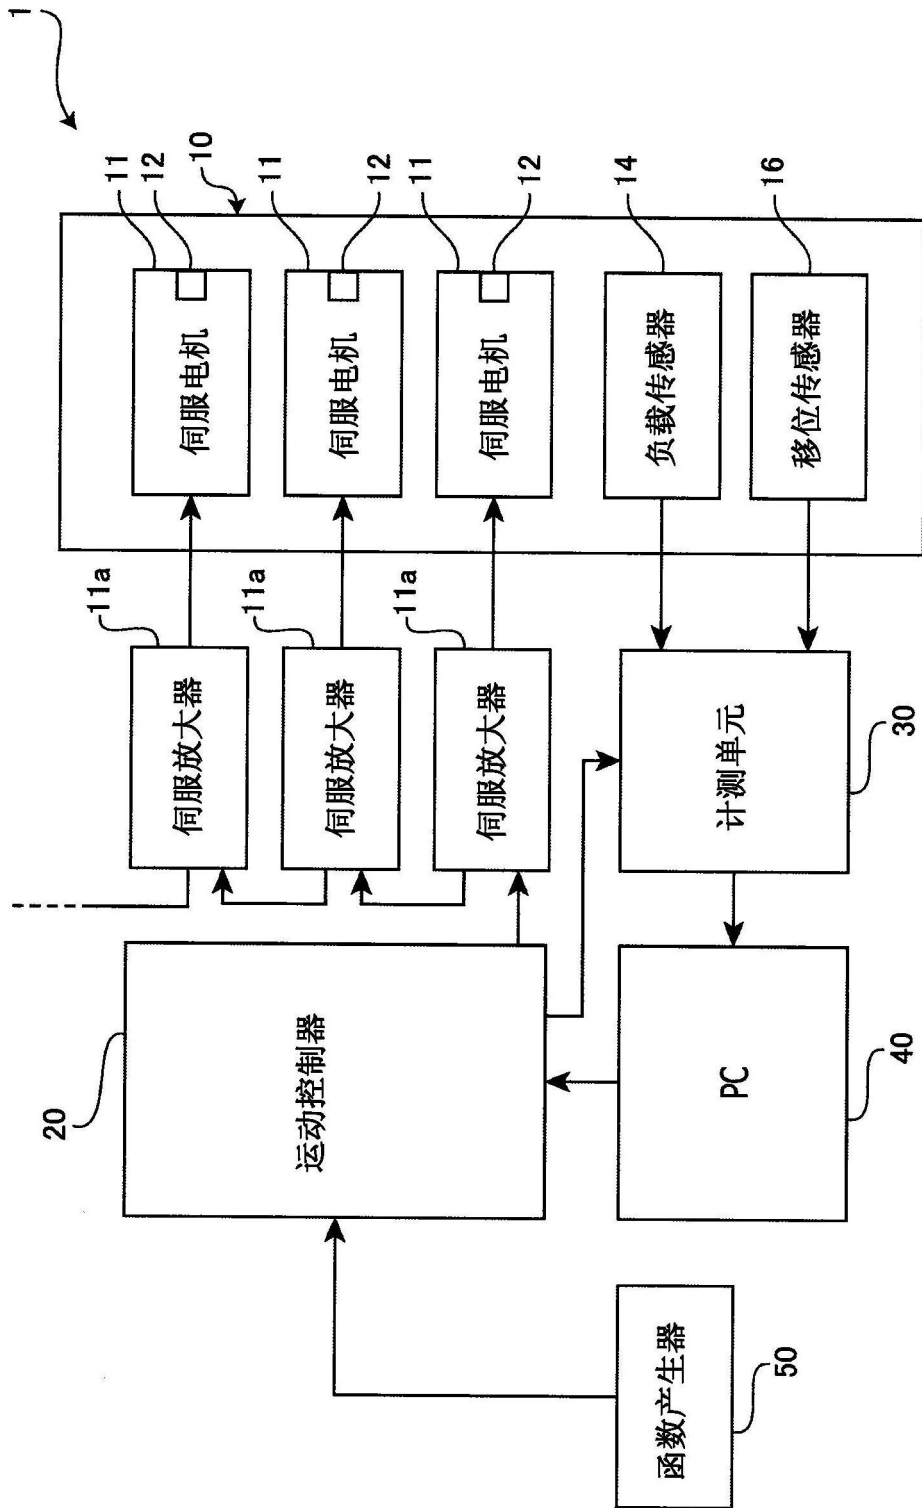 1
20
11a
11
12
10
伺服放大器
伺服电机
11a
11
运动控制器
伺服放大器
伺服电机
12
11a
11
伺服放大器
伺服电机
12
14
负载传感器
函数产生器
PC
计测单元
50
16
移位传感器
40
30